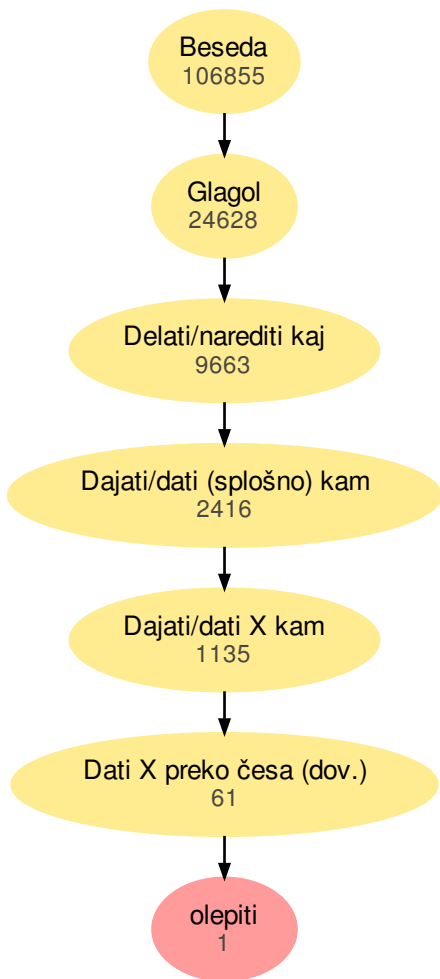 Beseda
106855
Glagol
24628
Delati/narediti kaj
9663
Dajati/dati (splošno) kam
2416
Dajati/dati X kam
1135
Dati X preko česa (dov.)
61
olepiti
1